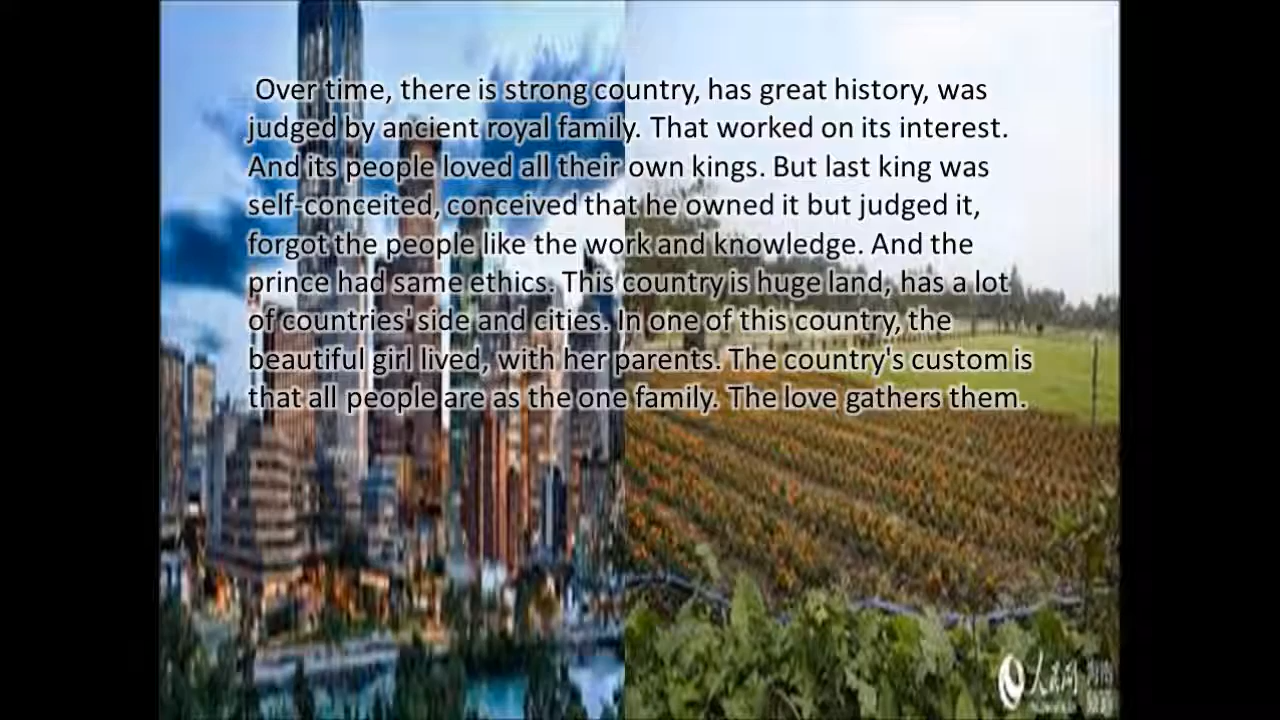 Over time, there is strong country, has great history, was
judged by ancient royal family. That worked on its interest.
And its people loved all their own kings. But last king was
self-conceited, conceived that he owned it but judged it,
forgot the people like the work and knowledge. And the
prince had same ethics. This country is huge land, has a lot
of countries' side and cities. In one of this country, the
beautiful girl lived, with her parents. The country's custom is
that all people are as the one family. The love gathers them.
人民网